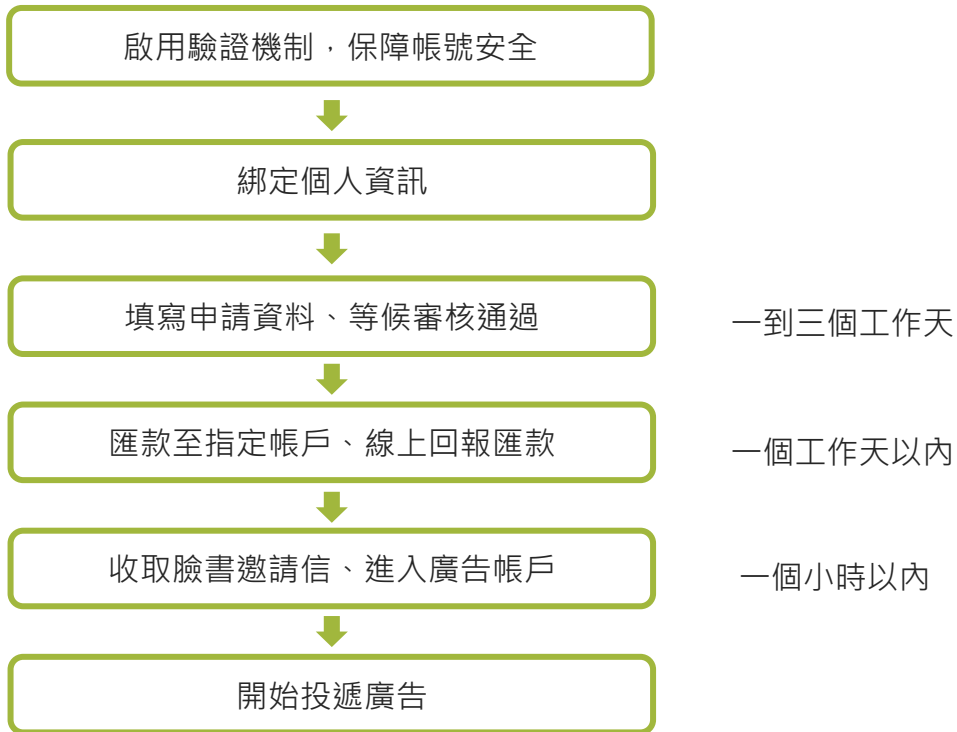 啟用驗證機制，保障帳號安全
綁定個人資訊
填寫申請資料、等候審核通過
一到三個工作天
匯款至指定帳戶、線上回報匯款
一個工作天以內
收取臉書邀請信、進入廣告帳戶
一個小時以內
開始投遞廣告